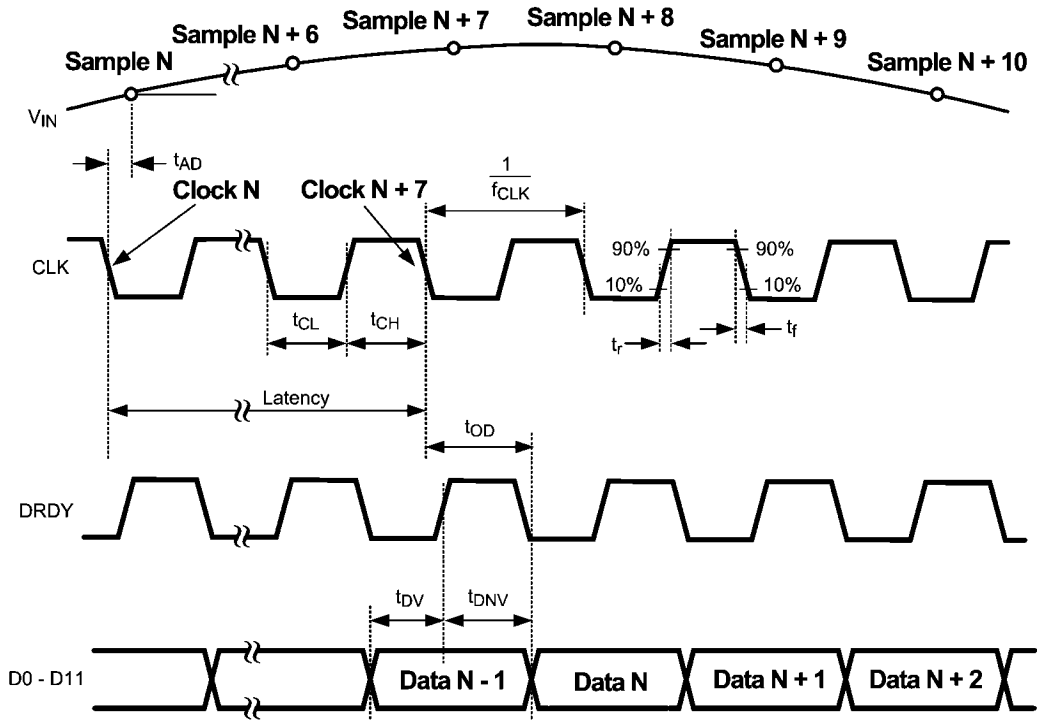 Sample N
Sample N + 6
Sample N + 7
Sample N + 8
Sample N + 9
Sample N + 10
VIN
tAD
Clock N
Clock N + 7
1
fCLK
CLK
90%
90%
10%
10%
tCL
tCH
tr
tf
Latency
tOD
DRDY
tDV
tDNV
D0 - D11
Data N - 1
Data N
Data N + 1
Data N + 2